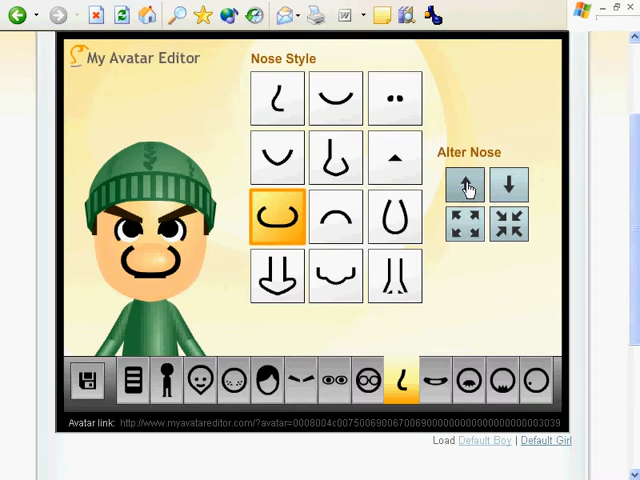 My Avatar Editor
Nose Style
Alter Nose
W
Avatar link: http://www.myavatareditor.com/?avatar=0008004c00750069006700690000000000000000000003039
Load Default Boy | Default Girl